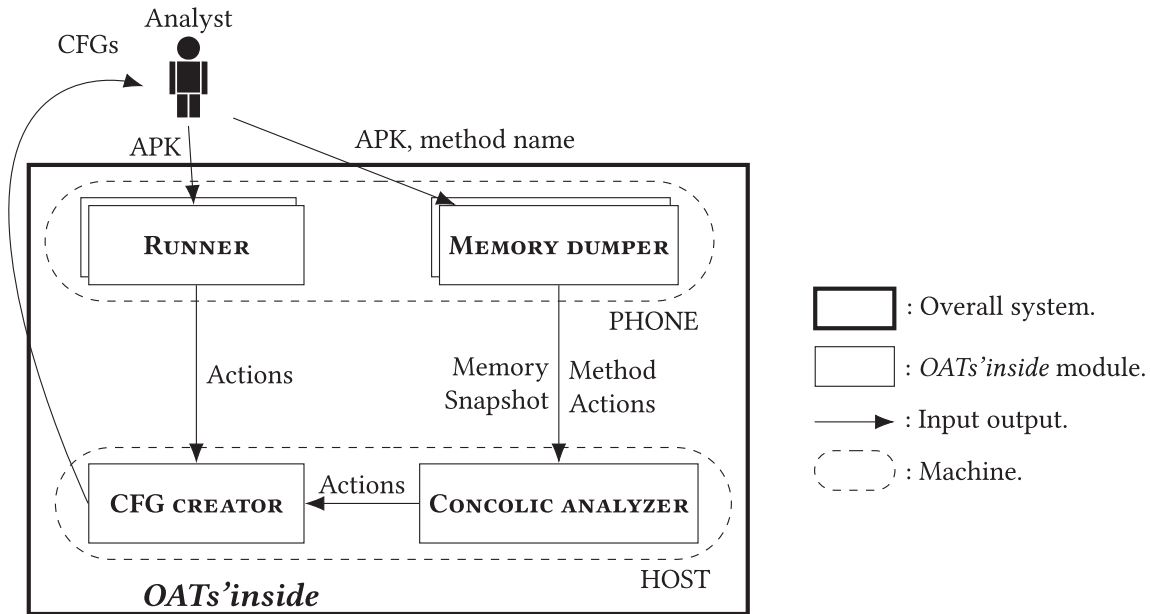 Analyst
CFGs
APK
APK, method name
RUNNER
MEMORY DUMPER
PHONE
Actions
Memory
Snapshot
Method
Actions
CFG CREATOR
Actions
CONCOLIC ANALYZER
HOST
OATs'inside
: Overall system.
: OATs'inside module.
: Input output.
: Machine.